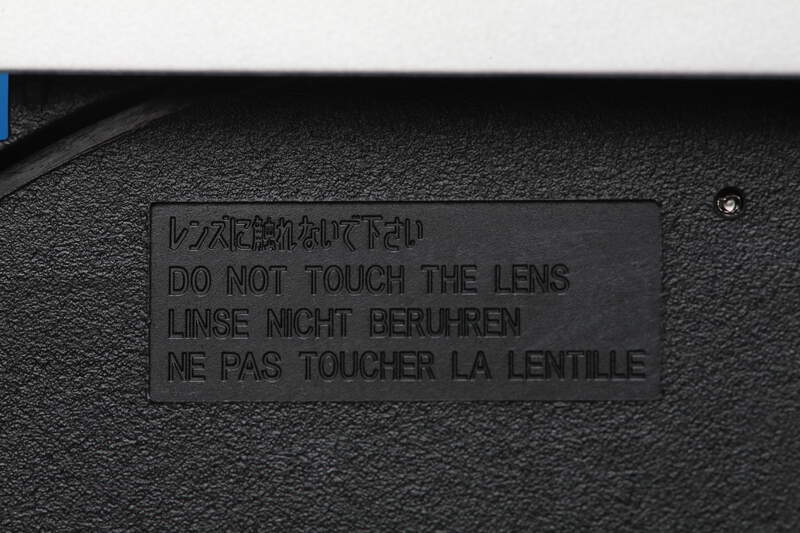 レンズに触れないで下さい
DO NOT TOUCH THE LENS
LINSE NICHT BERUHREN
NE PAS TOUCHER LA LENTILLE